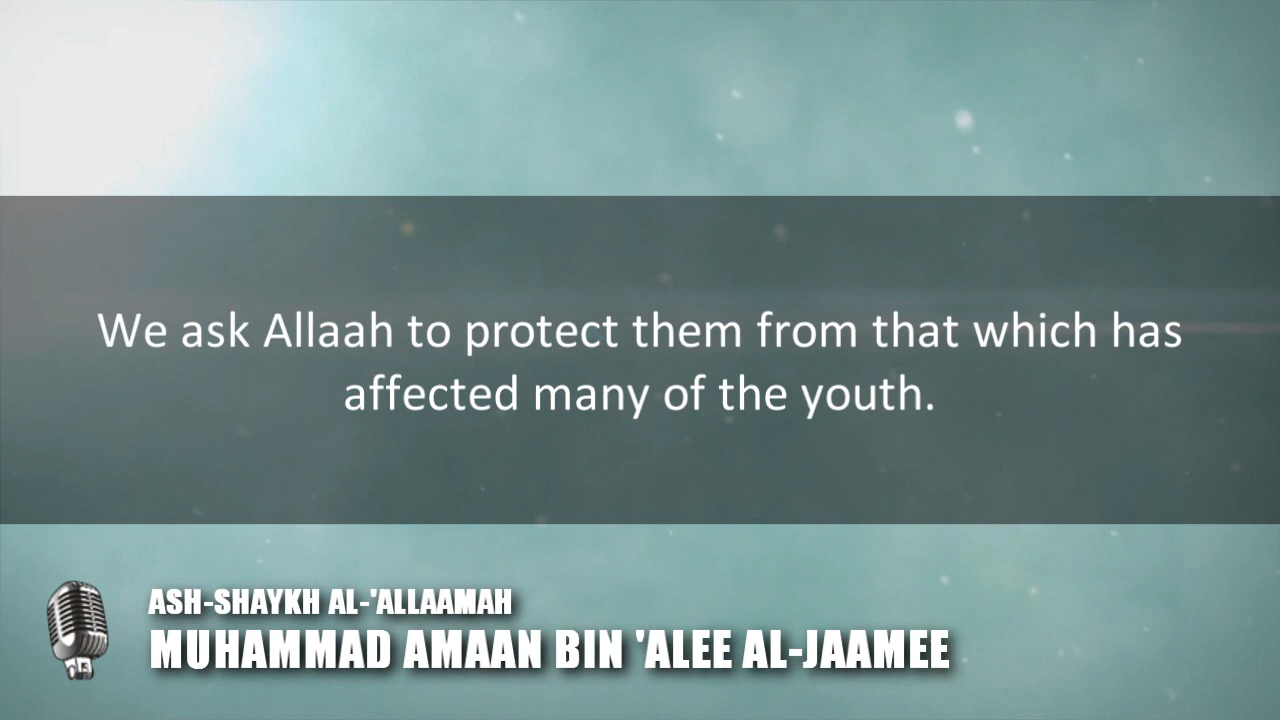 We ask Allaah to protect them from that which has
affected many of the youth.
ASH-SHAYKH AL-'ALLAAMAH
MUHAMMAD AMAAN BIN 'ALEE AL-JAAMEE